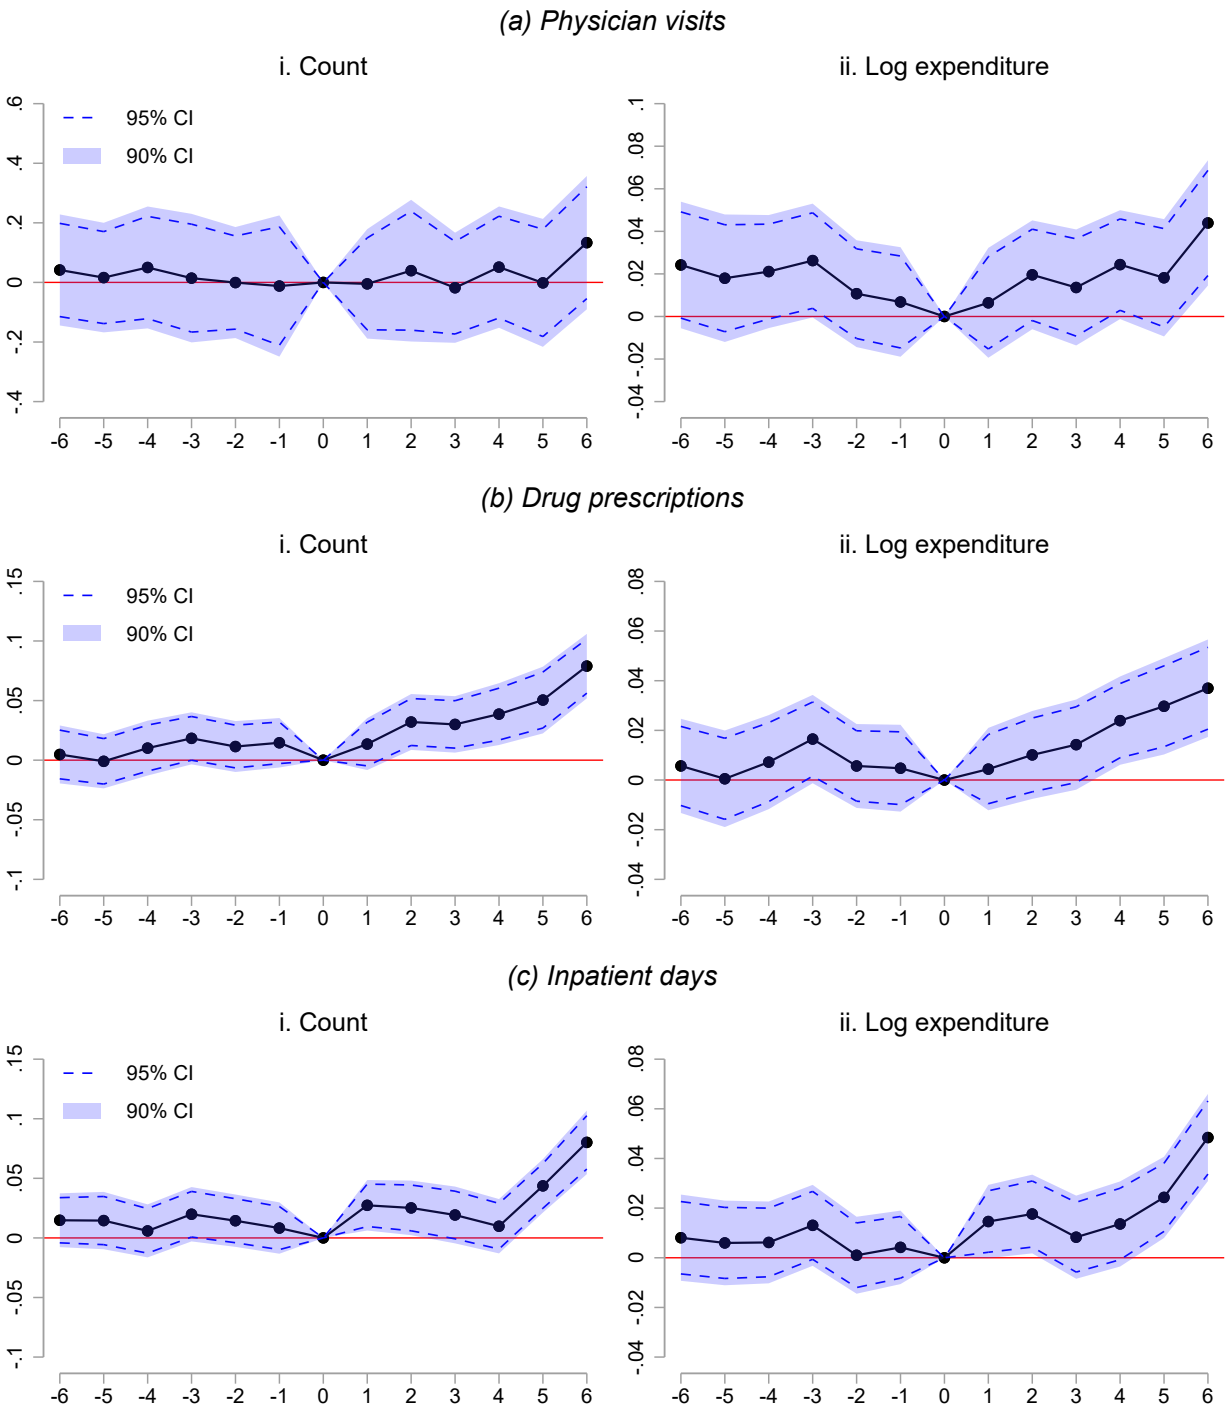 (a) Physician visits
i. Count
ii. Log expenditure
95% CI
90% CI
.6
.4
.2
0
-.2
-.4
-6 -5 -4 -3 -2 -1 0 1 2 3 4 5 6
.1
.08
.06
.04
.02
0
-.02
-.04
-6 -5 -4 -3 -2 -1 0 1 2 3 4 5 6
(b) Drug prescriptions
i. Count
ii. Log expenditure
95% CI
90% CI
.15
.1
.05
0
-.05
-.1
-6 -5 -4 -3 -2 -1 0 1 2 3 4 5 6
.08
.06
.04
.02
0
-.02
-.04
-6 -5 -4 -3 -2 -1 0 1 2 3 4 5 6
(c) Inpatient days
i. Count
ii. Log expenditure
95% CI
90% CI
.15
.1
.05
0
-.05
-.1
-6 -5 -4 -3 -2 -1 0 1 2 3 4 5 6
.08
.06
.04
.02
0
-.02
-.04
-6 -5 -4 -3 -2 -1 0 1 2 3 4 5 6